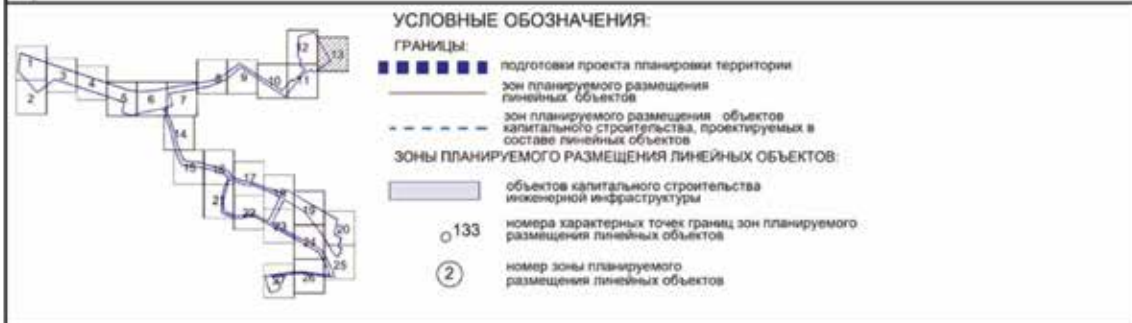 УСЛОВНЫЕ ОБОЗНАЧЕНИЯ:
ГРАНИЦЫ:
подготовки проекта планировки территории
зон планируемого размещения
линейных объектов
зон планируемого размещения объектов
капитального строительства, проектируемых в
составе линейных объектов
ЗОНЫ ПЛАНИРУЕМОГО РАЗМЕЩЕНИЯ ЛИНЕЙНЫХ ОБЪЕКТОВ:
объектов капитального строительства
инженерной инфраструктуры
133
номера характерных точек границ зон планируемого
размещения линейных объектов
2
номер зоны планируемого
размещения линейных объектов
1
2
3
4
5
6
7
8
9
10
11
12
13
14
15
16
17
18
19
20
21
22
23
24
25
26